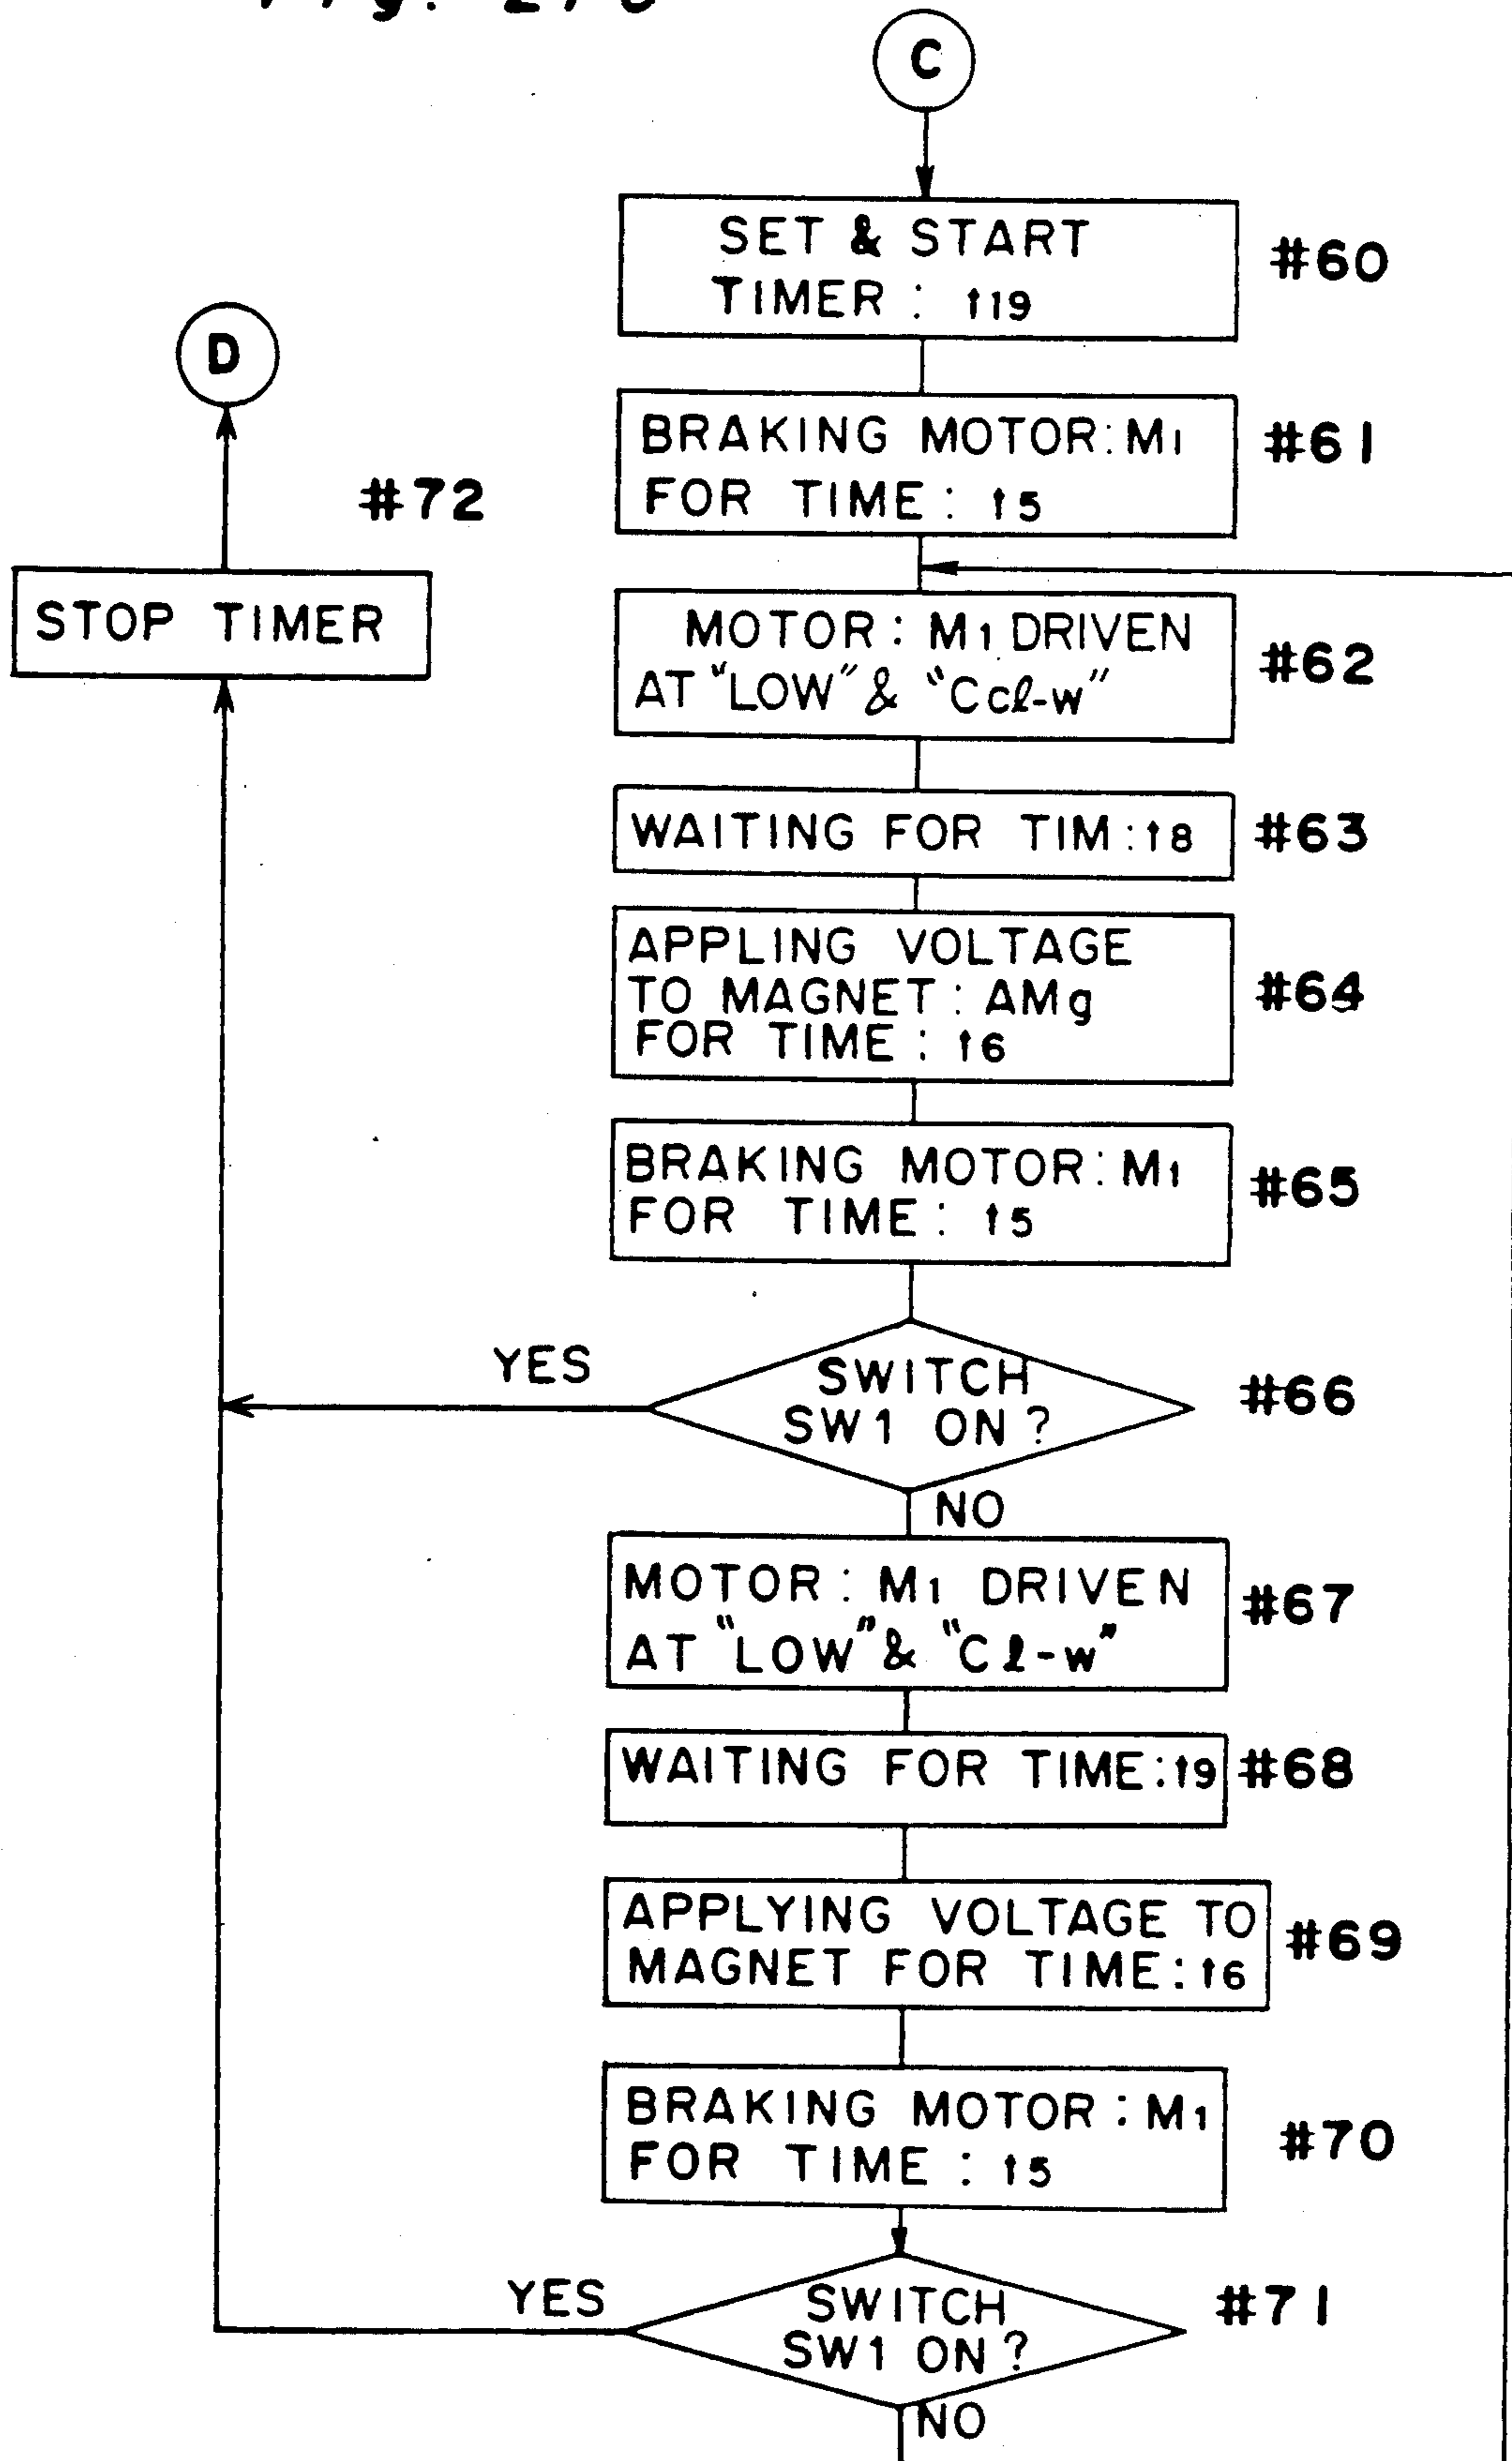 C
SET & START
TIMER : t19
#60
D
BRAKING MOTOR: M1
FOR TIME : t5
#61
#72
STOP TIMER
MOTOR : M1 DRIVEN
AT "LOW" & "Ccl-w"
#62
WAITING FOR TIM : t8
#63
APPLING VOLTAGE
TO MAGNET : AMg
FOR TIME : t6
#64
BRAKING MOTOR: M1
FOR TIME : t5
#65
YES
SWITCH
SW1 ON ?
#66
NO
MOTOR : M1 DRIVEN
AT "LOW" & "Cl-w"
#67
WAITING FOR TIME : t9
#68
APPLYING VOLTAGE TO
MAGNET FOR TIME : t6
#69
BRAKING MOTOR : M1
FOR TIME : t5
#70
YES
SWITCH
SW1 ON ?
#71
NO